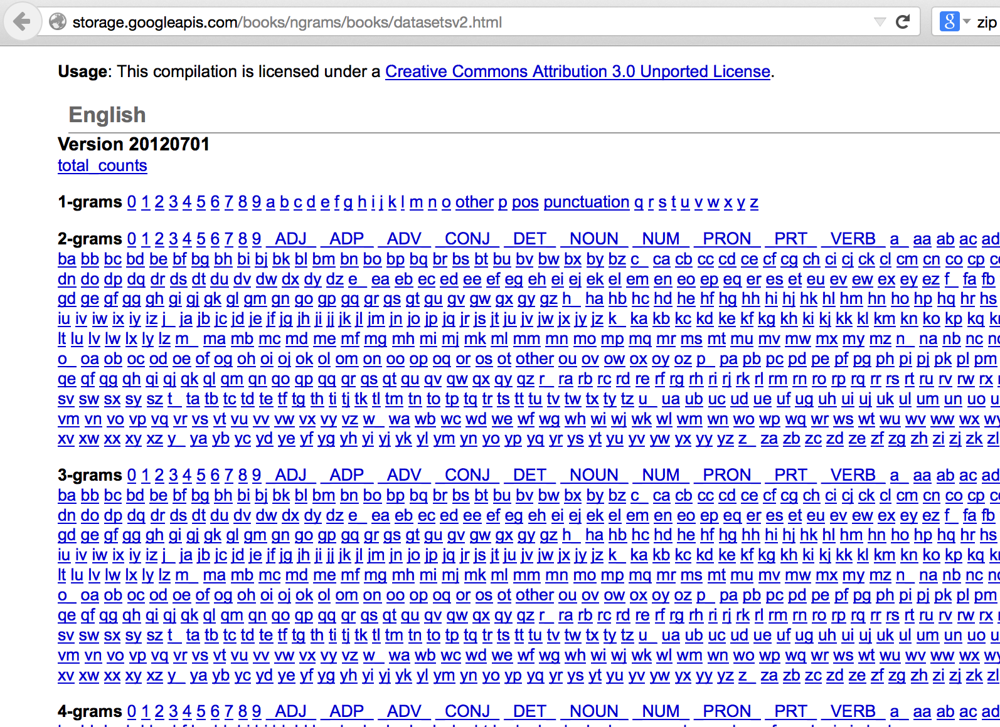 storage.googleapis.com/books/ngrams/books/datasetsv2.html
g zip
Usage: This compilation is licensed under a Creative Commons Attribution 3.0 Unported License.
English
Version 20120701
total_counts
1-grams 0 1 2 3 4 5 6 7 8 9 a b c d e f g h i j k l m n o other p pos punctuation q r s t u v w x y z
2-grams 0 1 2 3 4 5 6 7 8 9 _ADJ_ _ADP_ _ADV_ _CONJ_ _DET_ _NOUN_ _NUM_ _PRON_ _PRT_ _VERB_ a_ aa ab ac ad
ba bb bc bd be bf bg bh bi bj bk bl bm bn bo bp bq br bs bt bu bv bw bx by bz c_ ca cb cc cd ce cf cg ch ci cj ck cl cm cn co cp
dn do dp dq dr ds dt du dv dw dx dy dz e_ ea eb ec ed ee ef eg eh ei ej ek el em en eo ep eq er es et eu ev ew ex ey ez f_ fa fb
gd ge gf gg gh gi gj gk gl gm gn go gp gq gr gs gt gu gv gw gx gy gz h_ ha hb hc hd he hf hg hh hi hj hk hl hm hn ho hp hq hr hs
iu iv iw ix iy iz j_ ja jb jc jd je jf jg jh ji jj jk jl jm jn jo jp jq jr js jt ju jv jw jx jy jz k_ ka kb kc kd ke kf kg kh ki kj kk kl km kn ko kp kq
lt lu lv lw lx ly lz m_ ma mb mc md me mf mg mh mi mj mk ml mm mn mo mp mq mr ms mt mu mv mw mx my mz n_ na nb nc
o_ oa ob oc od oe of og oh oi oj ok ol om on oo op oq or os ot other ou ov ow ox oy oz p_ pa pb pc pd pe pf pg ph pi pj pk pl pm
qe qf qg qh qi qj qk ql qm qn qo qp qq qr qs qt qu qv qw qx qy qz r_ ra rb rc rd re rf rg rh ri rj rk rl rm rn ro rp rq rr rs rt ru rv rw rx
sv sw sx sy sz t_ ta tb tc td te tf tg th ti tj tk tl tm tn to tp tq tr ts tt tu tv tw tx ty tz u_ ua ub uc ud ue uf ug uh ui uj uk ul um un uo
vm vn vo vp vq vr vs vt vu vv vw vx vy vz w_ wa wb wc wd we wf wg wh wi wj wk wl wm wn wo wp wq wr ws wt wu wv ww wx
xv xw xx xy xz y_ ya yb yc yd ye yf yg yh yi yj yk yl ym yn yo yp yq yr ys yt yu yv yw yx yy yz z_ za zb zc zd ze zf zg zh zi zj zk zl
3-grams 0 1 2 3 4 5 6 7 8 9 _ADJ_ _ADP_ _ADV_ _CONJ_ _DET_ _NOUN_ _NUM_ _PRON_ _PRT_ _VERB_ a_ aa ab ac ad
ba bb bc bd be bf bg bh bi bj bk bl bm bn bo bp bq br bs bt bu bv bw bx by bz c_ ca cb cc cd ce cf cg ch ci cj ck cl cm cn co cp
dn do dp dq dr ds dt du dv dw dx dy dz e_ ea eb ec ed ee ef eg eh ei ej ek el em en eo ep eq er es et eu ev ew ex ey ez f_ fa fb
gd ge gf gg gh gi gj gk gl gm gn go gp gq gr gs gt gu gv gw gx gy gz h_ ha hb hc hd he hf hg hh hi hj hk hl hm hn ho hp hq hr hs
iu iv iw ix iy iz j_ ja jb jc jd je jf jg jh ji jj jk jl jm jn jo jp jq jr js jt ju jv jw jx jy jz k_ ka kb kc kd ke kf kg kh ki kj kk kl km kn ko kp kq
lt lu lv lw lx ly lz m_ ma mb mc md me mf mg mh mi mj mk ml mm mn mo mp mq mr ms mt mu mv mw mx my mz n_ na nb nc
o_ oa ob oc od oe of og oh oi oj ok ol om on oo op oq or os ot other ou ov ow ox oy oz p_ pa pb pc pd pe pf pg ph pi pj pk pl pm
qe qf qg qh qi qj qk ql qm qn qo qp qq qr qs qt qu qv qw qx qy qz r_ ra rb rc rd re rf rg rh ri rj rk rl rm rn ro rp rq rr rs rt ru rv rw rx
sv sw sx sy sz t_ ta tb tc td te tf tg th ti tj tk tl tm tn to tp tq tr ts tt tu tv tw tx ty tz u_ ua ub uc ud ue uf ug uh ui uj uk ul um un uo
vm vn vo vp vq vr vs vt vu vv vw vx vy vz w_ wa wb wc wd we wf wg wh wi wj wk wl wm wn wo wp wq wr ws wt wu wv ww wx
xv xw xx xy xz y_ ya yb yc yd ye yf yg yh yi yj yk yl ym yn yo yp yq yr ys yt yu yv yw yx yy yz z_ za zb zc zd ze zf zg zh zi zj zk zl
4-grams 0 1 2 3 4 5 6 7 8 9 _ADJ_ _ADP_ _ADV_ _CONJ_ _DET_ _NOUN_ _NUM_ _PRON_ _PRT_ _VERB_ a_ aa ab ac ad